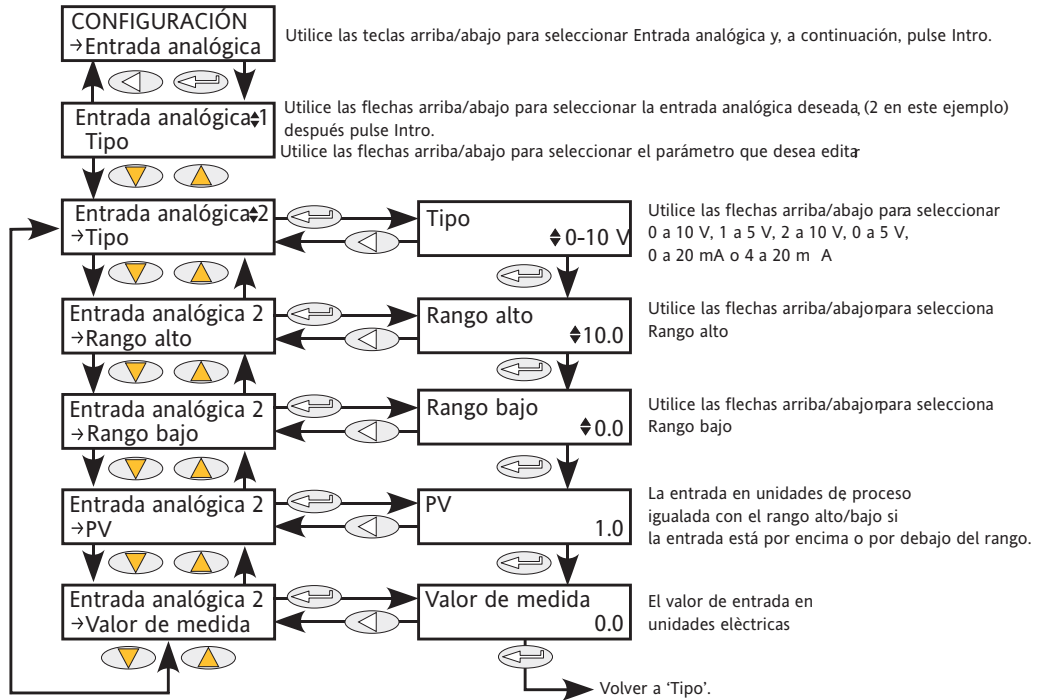 CONFIGURACIÓN
→Entrada analógica
Utilice las teclas arriba/abajo para seleccionar Entrada analógica y, a continuación, pulse Intro.
Entrada analógica 1
Tipo
Utilice las flechas arriba/abajo para seleccionar la entrada analógica deseada, (2 en este ejemplo)
después pulse Intro.
Utilice las flechas arriba/abajo para seleccionar el parámetro que desea editar
Entrada analógica 2
→Tipo
Tipo
0-10 V
Utilice las flechas arriba/abajo para seleccionar
0 a 10 V, 1 a 5 V, 2 a 10 V, 0 a 5 V,
0 a 20 mA o 4 a 20 m A
Entrada analógica 2
→Rango alto
Rango alto
10.0
Utilice las flechas arriba/abajorpara selecciona
Rango alto
Entrada analógica 2
→Rango bajo
Rango bajo
0.0
Utilice las flechas arriba/abajorpara selecciona
Rango bajo
Entrada analógica 2
→PV
PV
1.0
La entrada en unidades de proceso
igualada con el rango alto/bajo si
la entrada está por encima o por debajo del rango.
Entrada analógica 2
→Valor de medida
Valor de medida
0.0
El valor de entrada en
unidades elèctricas
Volver a ‘Tipo’.